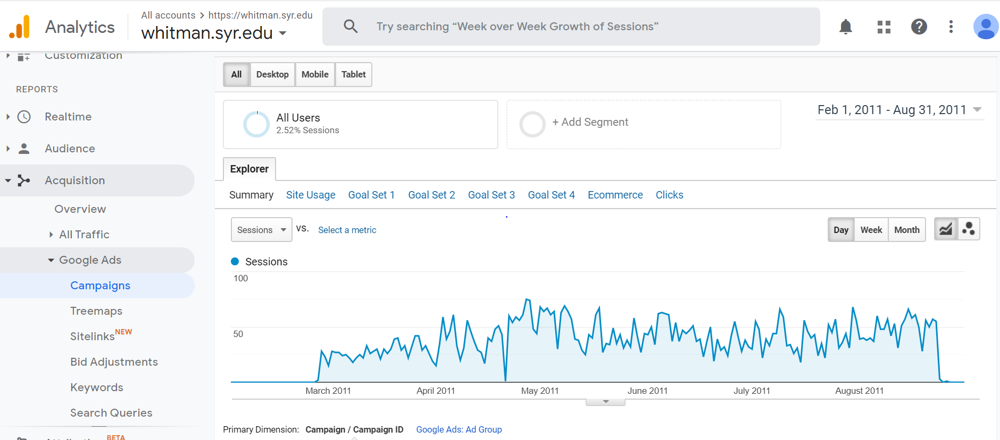 Analytics
All accounts > https://whitman.syr.edu
whitman.syr.edu
Try searching “Week over Week Growth of Sessions”
Customization
REPORTS
Realtime
Audience
Acquisition
Overview
All Traffic
Google Ads
Campaigns
Treemaps
Sitelinks NEW
Bid Adjustments
Keywords
Search Queries
BETA
All Desktop Mobile Tablet
All Users
2.52% Sessions
+ Add Segment
Feb 1, 2011 - Aug 31, 2011
Explorer
Summary Site Usage Goal Set 1 Goal Set 2 Goal Set 3 Goal Set 4 Ecommerce Clicks
Sessions vs. Select a metric
Day Week Month
Sessions
100
50
March 2011 April 2011 May 2011 June 2011 July 2011 August 2011
Primary Dimension: Campaign / Campaign ID Google Ads: Ad Group